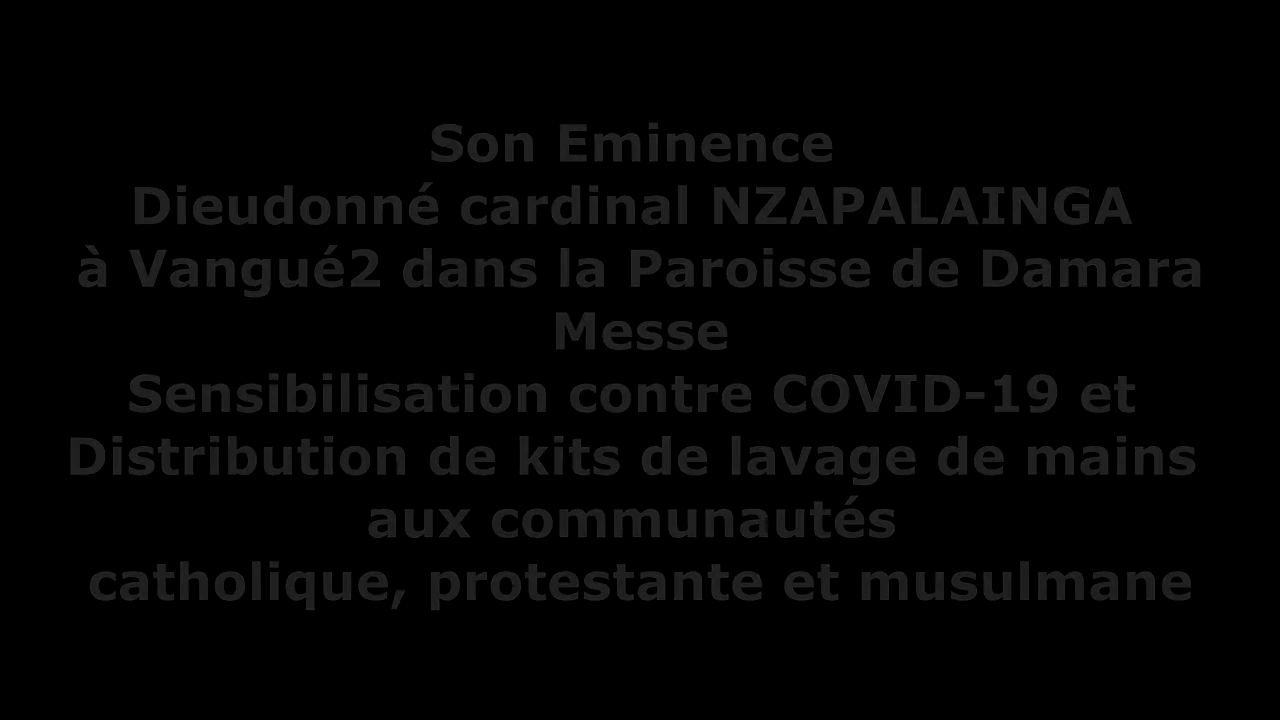 Son Eminence
Dieudonné cardinal NZAPALAINGA
à Vangué2 dans la Paroisse de Damara
Messe
Sensibilisation contre COVID-19 et
Distribution de kits de lavage de mains
aux communautés
catholique, protestante et musulmane